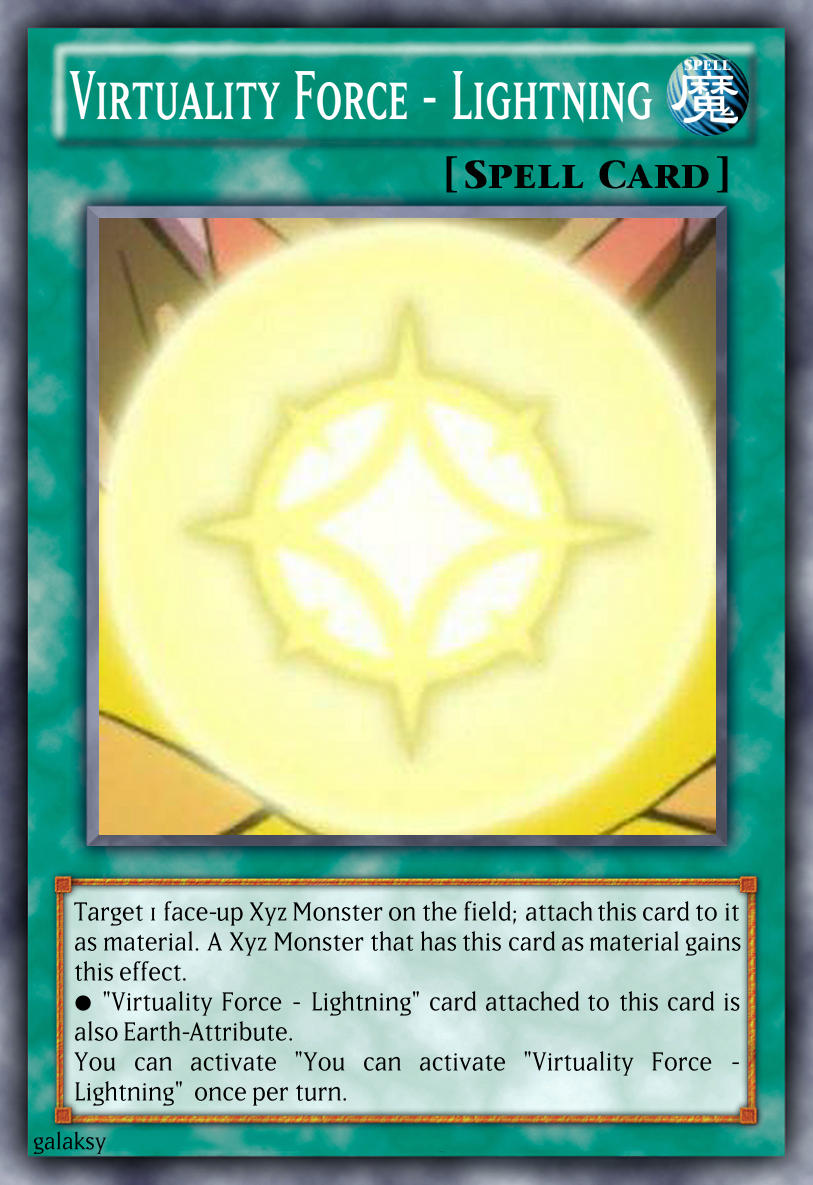 Virtuality Force - Lightning
SPELL
魔
[Spell Card]
Target 1 face-up Xyz Monster on the field; attach this card to it
as material. A Xyz Monster that has this card as material gains
this effect.
● "Virtuality Force - Lightning" card attached to this card is
also Earth-Attribute.
You can activate "You can activate "Virtuality Force -
Lightning" once per turn.
galaksy